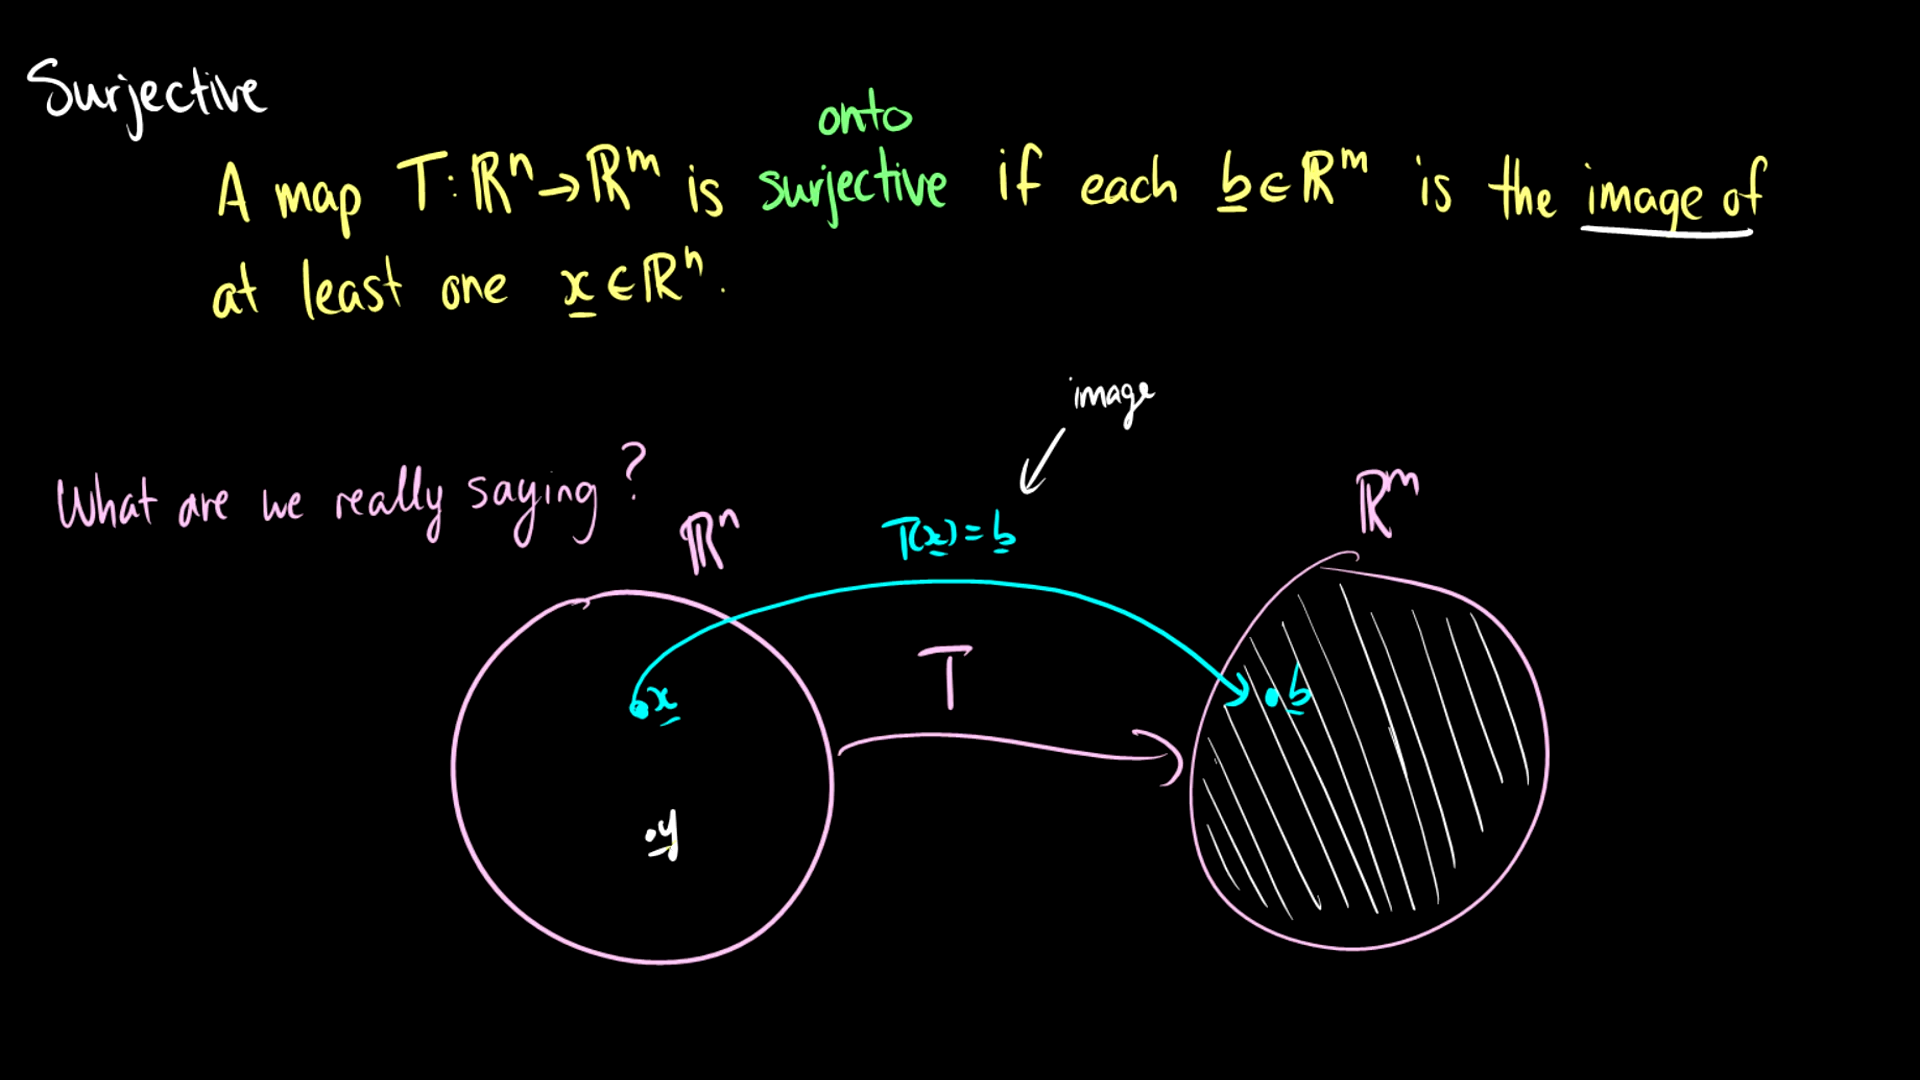 Surjective
onto
A map T: ℝⁿ → ℝᵐ is surjective if each b ∈ ℝᵐ is the image of
at least one x ∈ ℝⁿ.
image
What are we really saying?
ℝⁿ
T(x) = b
ℝᵐ
T
x
b
y